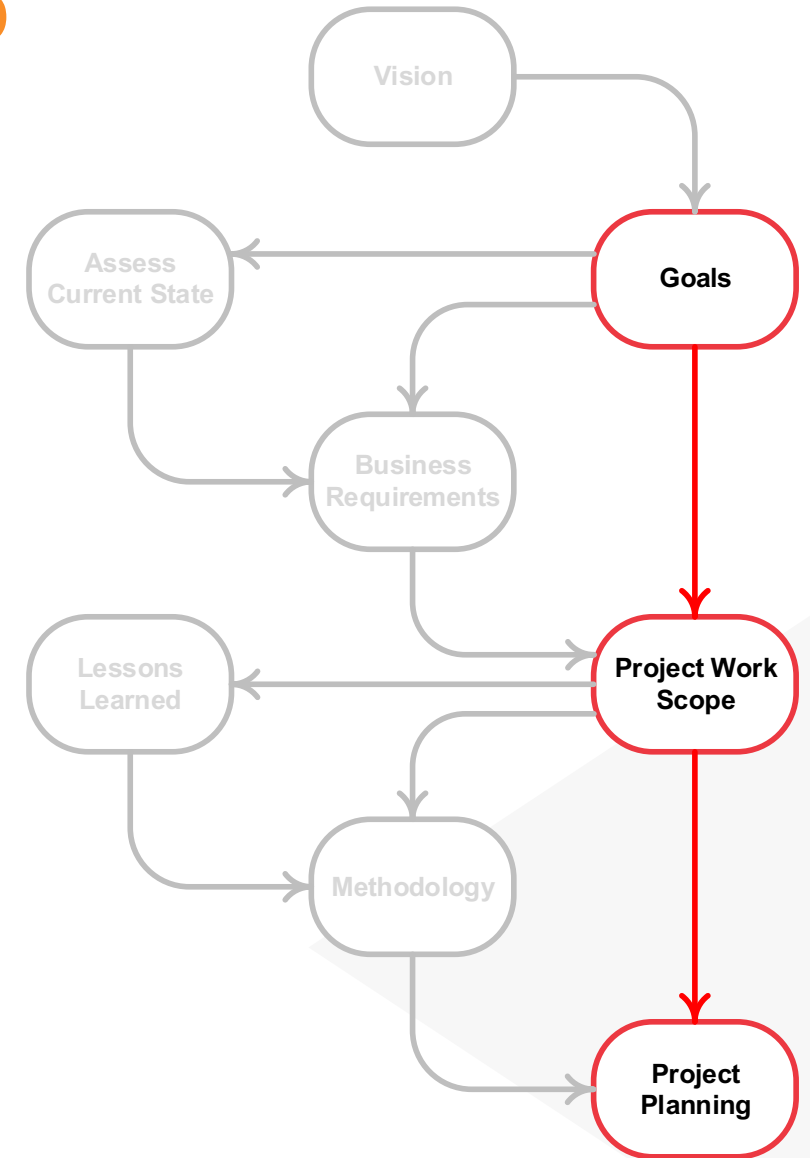 Vision
Assess
Current State
Goals
Business
Requirements
Lessons
Learned
Project Work
Scope
Methodology
Project
Planning